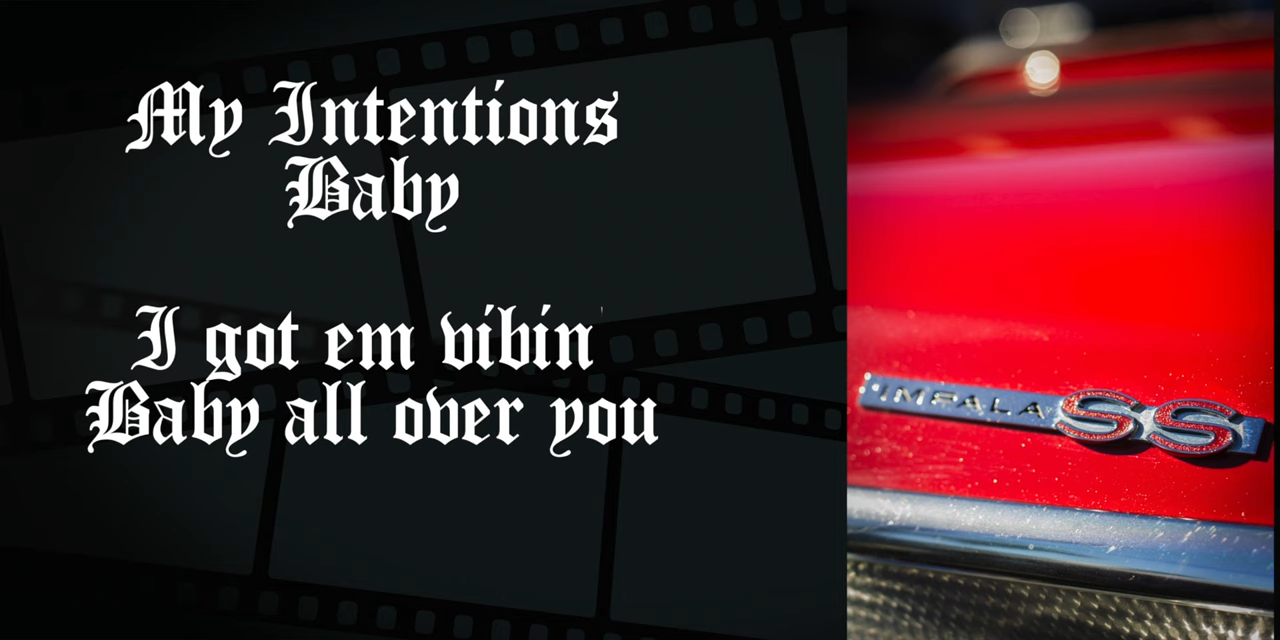 My Intentions
Baby
I got em vibin'
Baby all over you
IMPALA SS